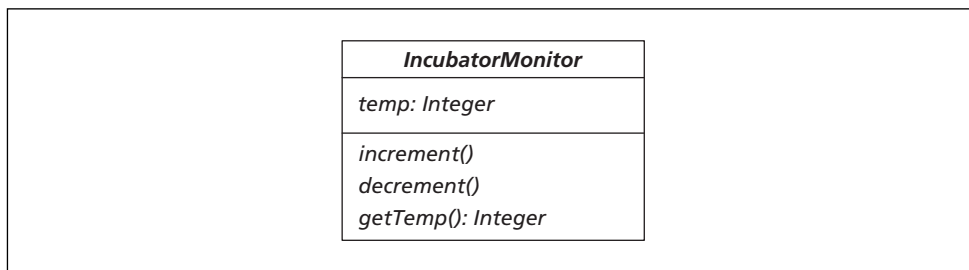 IncubatorMonitor
temp: Integer
increment()
decrement()
getTemp(): Integer